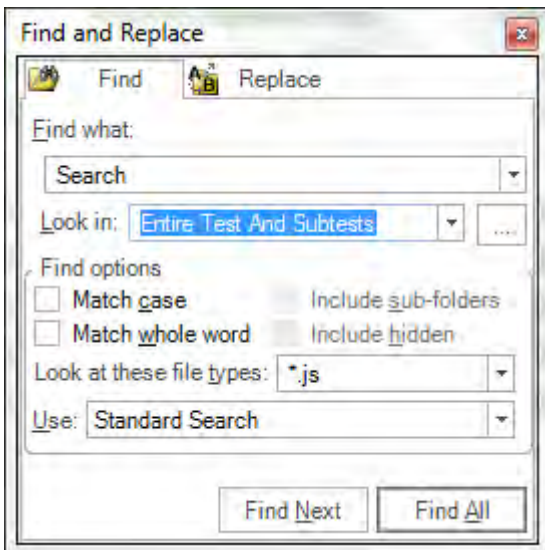 Find and Replace
Find Replace
Find what:
Search
Look in: Entire Test And Subtests ....
Find options
Match case Include sub-folders
Match whole word Include hidden
Look at these file types: *.js
Use: Standard Search
Find Next Find All